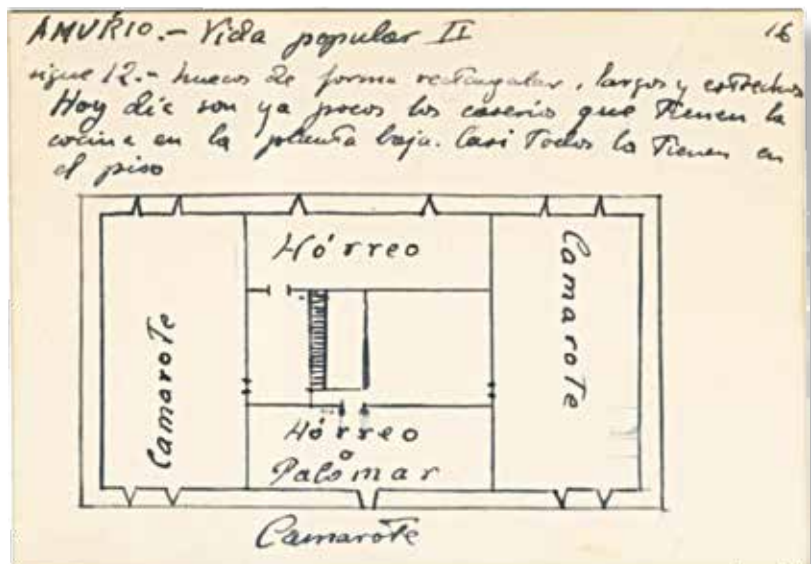 AMURIO.- Vida popular II 16
sigue 12.- huecos de forma rectangular, largos y estrechos
Hoy día son ya pocos los caserio que tienen la
cocina en la planta baja. Casi todos la tienen en
el piso
Hórreo
Camarote
Camarote
Hórreo
o
Palomar
Camarote